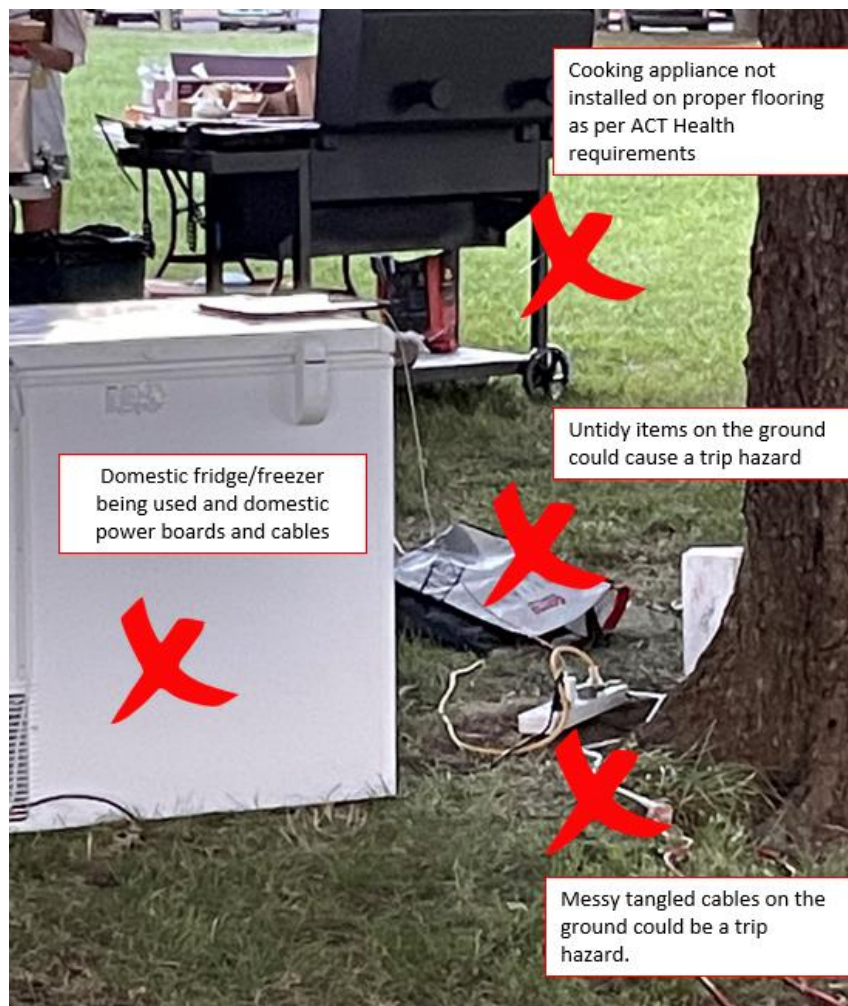 Cooking appliance not
installed on proper flooring
as per ACT Health
requirements
Untidy items on the ground
could cause a trip hazard
Domestic fridge/freezer
being used and domestic
power boards and cables
Messy tangled cables on the
ground could be a trip
hazard.